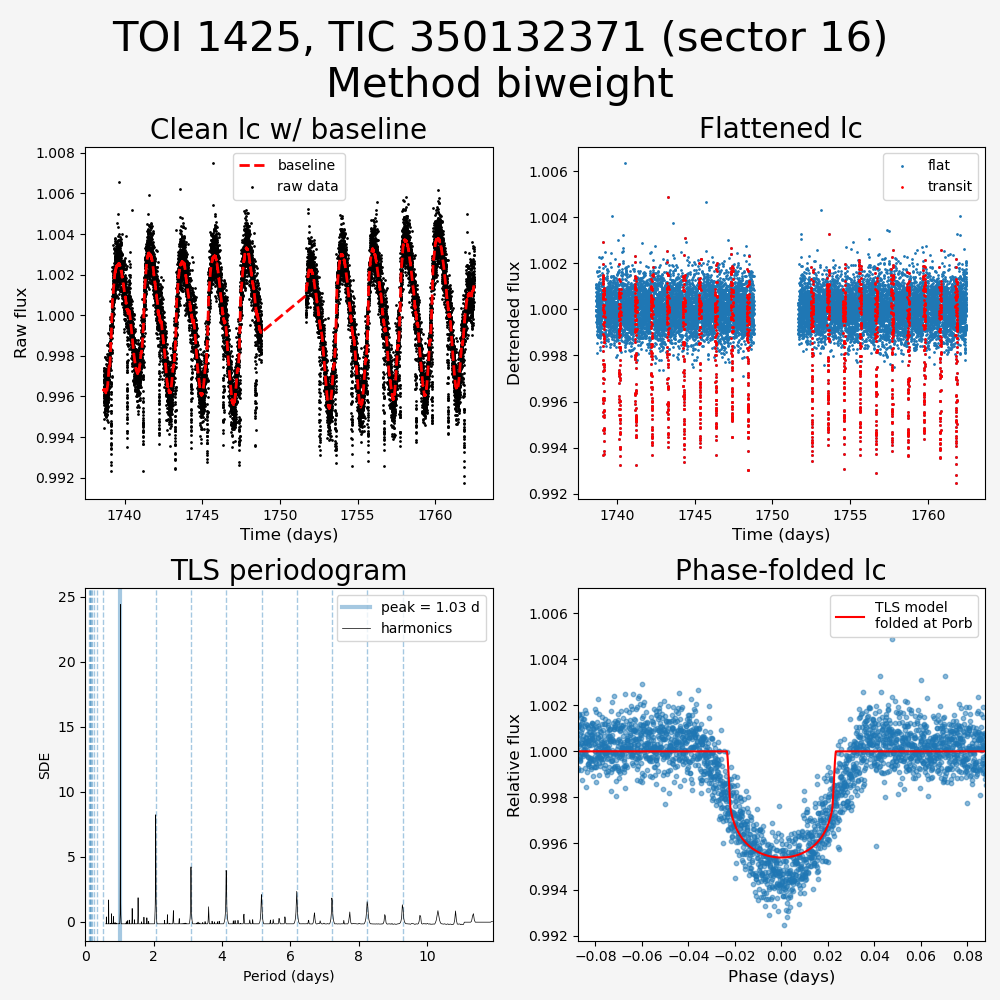 TOI 1425, TIC 350132371 (sector 16)
Method biweight
Clean lc w/ baseline
baseline
raw data
1.008
1.006
1.004
1.002
1.000
0.998
0.996
0.994
0.992
Raw flux
1740
1745
1750
1755
1760
Time (days)
Flattened lc
flat
transit
1.006
1.004
1.002
1.000
0.998
0.996
0.994
0.992
Detrended flux
1740
1745
1750
1755
1760
Time (days)
TLS periodogram
peak = 1.03 d
harmonics
25
20
15
10
5
0
SDE
0
2
4
6
8
10
Period (days)
Phase-folded lc
TLS model
folded at Porb
1.006
1.004
1.002
1.000
0.998
0.996
0.994
0.992
Relative flux
−0.08
−0.06
−0.04
−0.02
0.00
0.02
0.04
0.06
0.08
Phase (days)